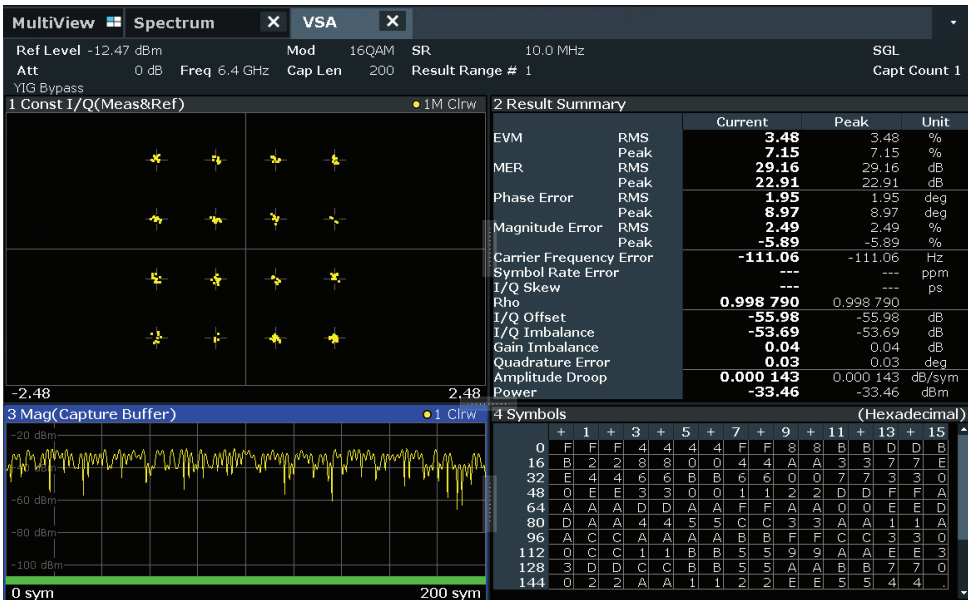 MultiView Spectrum X VSA X
Ref Level -12.47 dBm Mod 16QAM SR 10.0 MHz SGL
Att 0 dB Freq 6.4 GHz Cap Len 200 Result Range # 1 Capt Count 1
YIG Bypass
1 Const I/Q(Meas&Ref) 1M Clrw
-2.48 2.48
2 Result Summary
Current Peak Unit
EVM RMS 3.48 3.48 %
Peak 7.15 7.15 %
MER RMS 29.16 29.16 dB
Peak 22.91 22.91 dB
Phase Error RMS 1.95 1.95 deg
Peak 8.97 8.97 deg
Magnitude Error RMS 2.49 2.49 %
Peak -5.89 -5.89 %
Carrier Frequency Error -111.06 -111.06 Hz
Symbol Rate Error --- --- ppm
I/Q Skew --- --- ps
Rho 0.998 790 0.998 790
I/Q Offset -55.98 -55.98 dB
I/Q Imbalance -53.69 -53.69 dB
Gain Imbalance 0.04 0.04 dB
Quadrature Error 0.03 0.03 deg
Amplitude Droop 0.000 143 0.000 143 dB/sym
Power -33.46 -33.46 dBm
3 Mag(Capture Buffer) 1 Clrw
-20 dBm
-60 dBm
-80 dBm
-100 dBm
0 sym 200 sym
4 Symbols (Hexadecimal)
+ 1 + 3 + 5 + 7 + 9 + 11 + 13 + 15
0 F F F 4 4 4 4 F F 8 8 B B D D B
16 B 2 2 8 8 0 0 4 4 A A 3 3 7 7 E
32 E 4 4 6 6 B B 6 6 0 0 7 7 3 3 0
48 0 E E 3 3 0 0 1 1 2 2 D D F F A
64 A A A D D A A F F A A 0 0 E E D
80 D A A 4 4 5 5 C C 3 3 A A 1 1 A
96 A C C A A A A B B F F C C 3 3 0
112 0 C C 1 1 B B 5 5 9 9 A A E E 3
128 3 D D C C B B 5 5 A A B B 7 7 0
144 0 2 2 A A 1 1 2 2 E E 5 5 4 4 .